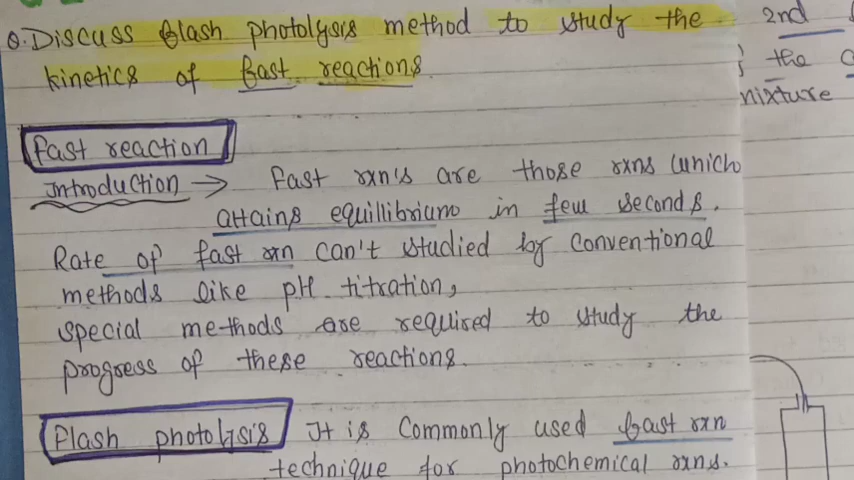 Q. Discuss flash photolysis method to study the
kinetics of fast reactions.
Fast reaction
Introduction → Fast rxn's are those rxns which
attains equillibrium in few seconds.
Rate of fast rxn can't studied by conventional
methods like pH titration,
special methods are required to study the
progress of these reactions.
Flash photolysis It is commonly used fast rxn
technique for photochemical rxns.
2nd
the
mixture